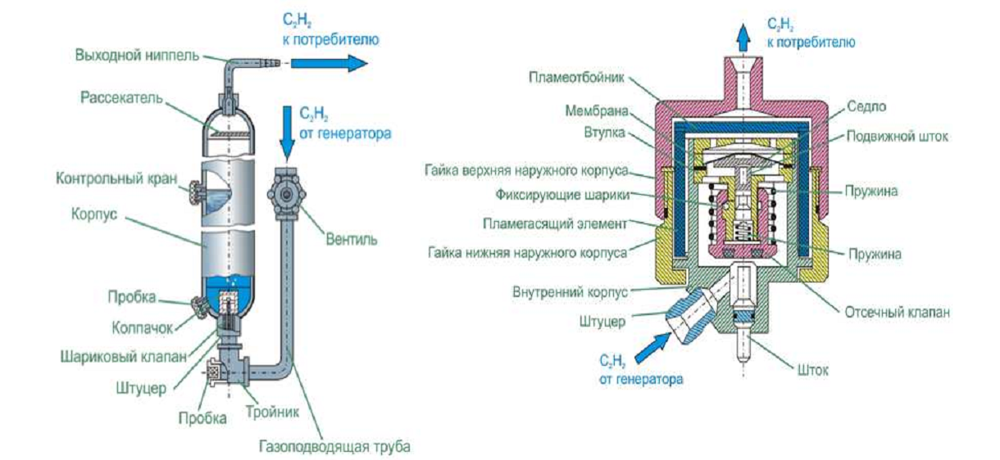 C₂H₂
к потребителю
Выходной ниппель
Рассекатель
C₂H₂
от генератора
Контрольный кран
Корпус
Вентиль
Пробка
Колпачок
Шариковый клапан
Штуцер
Пробка
Тройник
Газоподводящая труба
C₂H₂
к потребителю
Пламеотбойник
Мембрана
Втулка
Седло
Подвижной шток
Гайка верхняя наружного корпуса
Фиксирующие шарики
Пружина
Пламегасящий элемент
Гайка нижняя наружного корпуса
Пружина
Внутренний корпус
Штуцер
Отсечный клапан
C₂H₂
от генератора
Шток